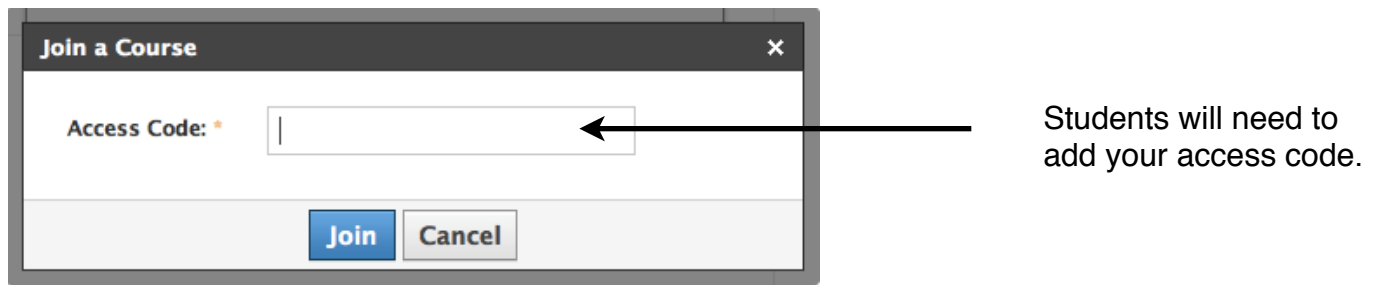 Join a Course ×
Access Code: *
Students will need to
add your access code.
Join Cancel